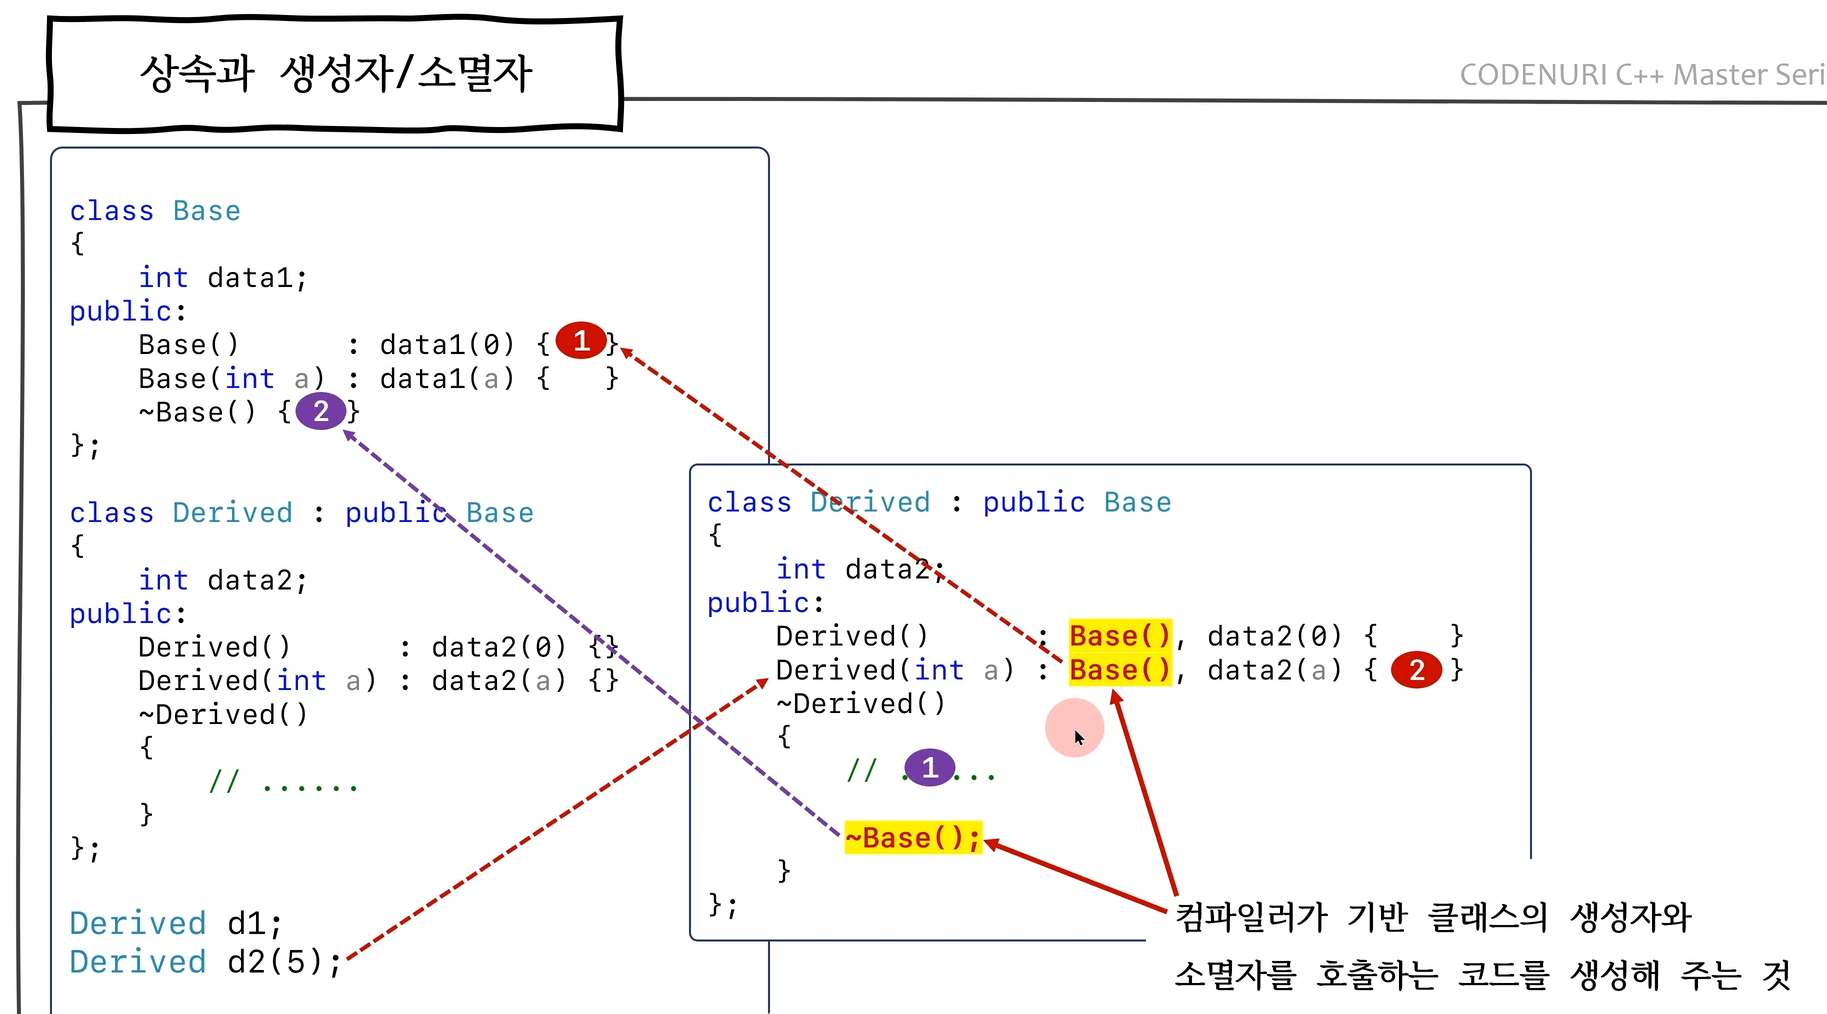 상속과 생성자/소멸자
CODENURI C++ Master Seri
class Base
{
    int data1;
public:
    Base()      : data1(0) { 1 }
    Base(int a) : data1(a) {   }
    ~Base() { 2 }
};
class Derived : public Base
{
    int data2;
public:
    Derived()      : data2(0) {}
    Derived(int a) : data2(a) {}
    ~Derived()
    {
        // ......
    }
};
Derived d1;
Derived d2(5);
class Derived : public Base
{
    int data2;
public:
    Derived()      : Base(), data2(0) {    }
    Derived(int a) : Base(), data2(a) { 2 }
    ~Derived()
    {
        // . 1 ...
        ~Base();
    }
};
컴파일러가 기반 클래스의 생성자와
소멸자를 호출하는 코드를 생성해 주는 것